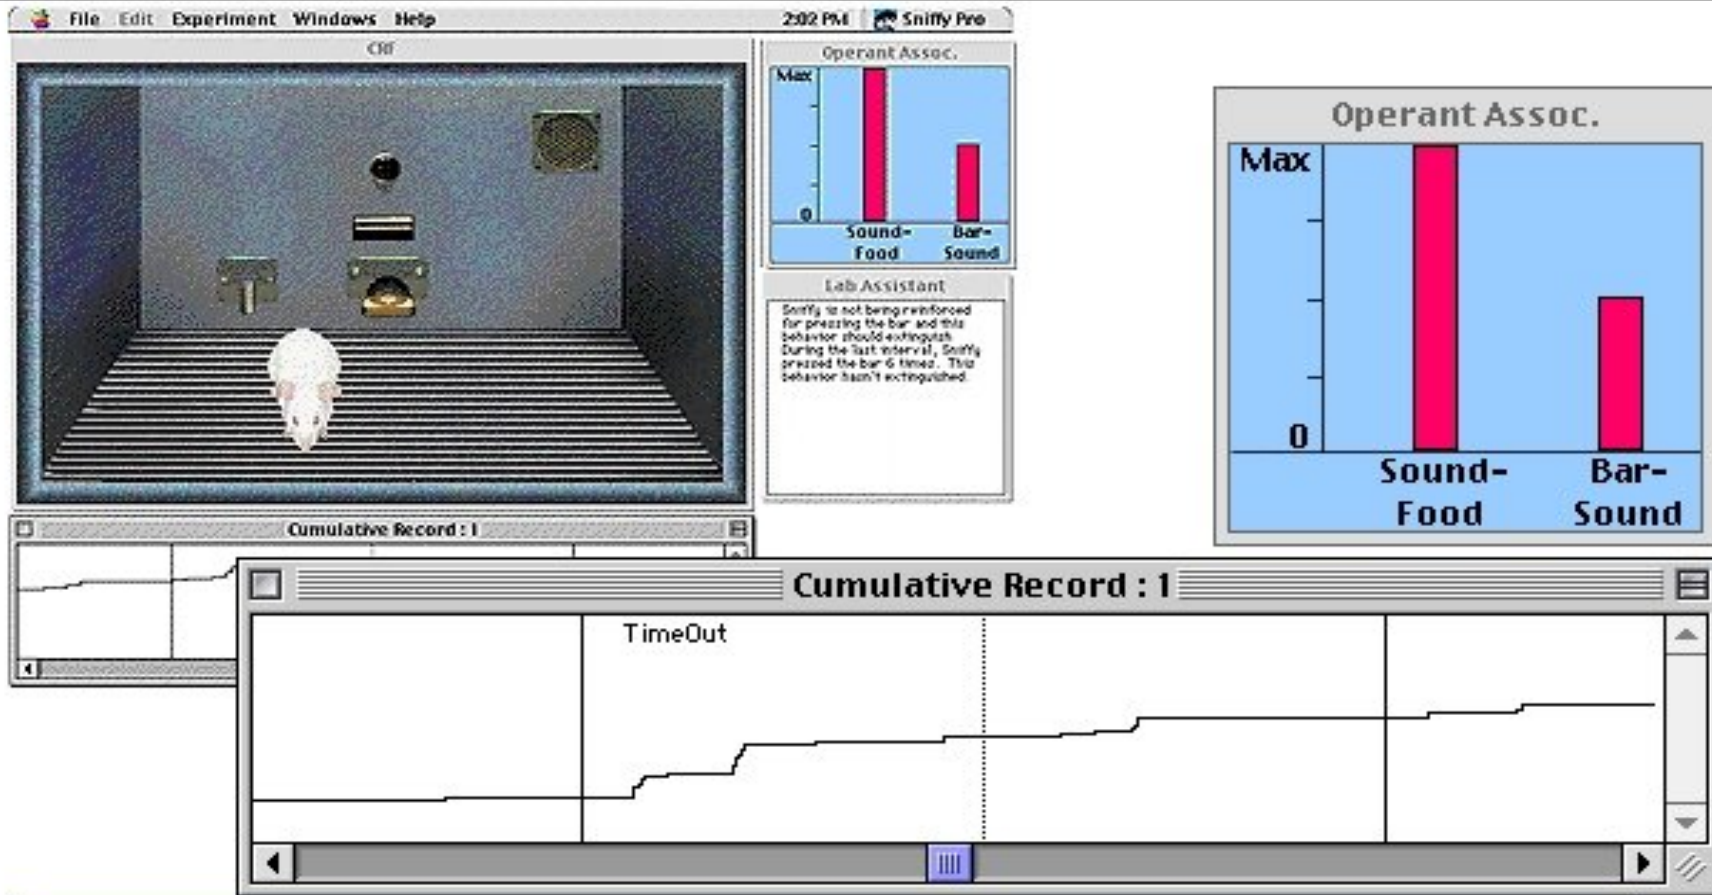 File Edit Experiment Windows Help 2:02 PM Sniffy Pro
CRF
Operant Assoc.
Max
0
Sound- Bar-
Food Sound
Lab Assistant
Sniffy is not being reinforced
for pressing the bar and this
behavior should extinguish
During the last interval, Sniffy
pressed the bar 6 times. This
behavior hasn't extinguished.
Operant Assoc.
Max
0
Sound- Bar-
Food Sound
Cumulative Record : 1
Cumulative Record : 1
TimeOut